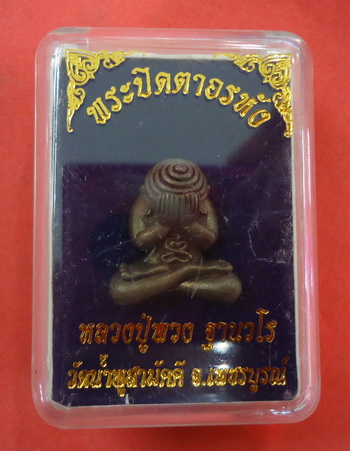 พระปิดตาอรหัง
หลวงปู่พวง ฐานวโร
วัดน้ำพุสามัคคี จ.เพชรบูรณ์